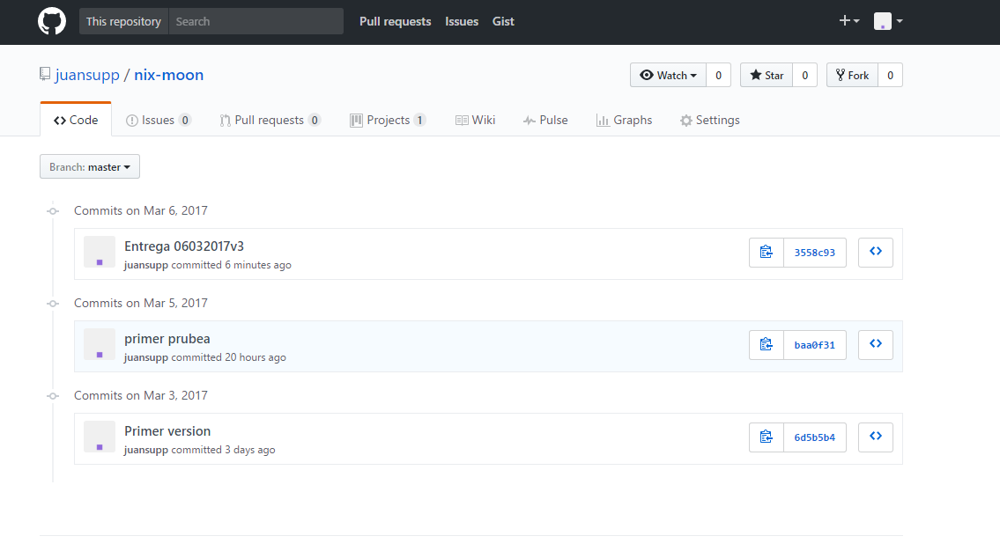 This repository Search Pull requests Issues Gist
juansupp / nix-moon Watch 0 Star 0 Fork 0
Code Issues 0 Pull requests 0 Projects 1 Wiki Pulse Graphs Settings
Branch: master
Commits on Mar 6, 2017
Entrega 06032017v3
juansupp committed 6 minutes ago
3558c93
Commits on Mar 5, 2017
primer prubea
juansupp committed 20 hours ago
baa0f31
Commits on Mar 3, 2017
Primer version
juansupp committed 3 days ago
6d5b5b4